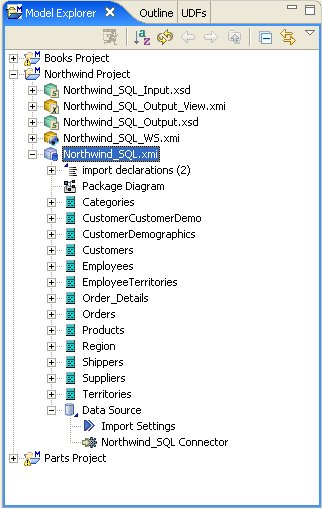 Model Explorer Outline UDFs
Books Project
Northwind Project
Northwind_SQL_Input.xsd
Northwind_SQL_Output_View.xmi
Northwind_SQL_Output.xsd
Northwind_SQL_WS.xmi
Northwind_SQL.xmi
import declarations (2)
Package Diagram
Categories
CustomerCustomerDemo
CustomerDemographics
Customers
Employees
EmployeeTerritories
Order_Details
Orders
Products
Region
Shippers
Suppliers
Territories
Data Source
Import Settings
Northwind_SQL Connector
Parts Project